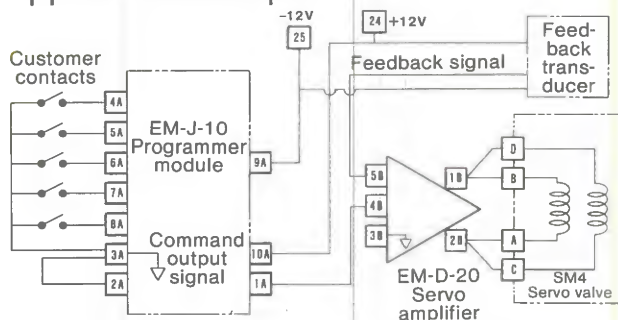 -12V
25
24
+12V
Customer
contacts
4A
5A
6A
7A
8A
3A
2A
EM-J-10
Programmer
module
Command
output
signal
9A
10A
1A
Feedback signal
Feed-
back
trans-
ducer
5B
4B
3B
1B
2B
EM-D-20
Servo
amplifier
D
B
A
C
SM4
Servo valve